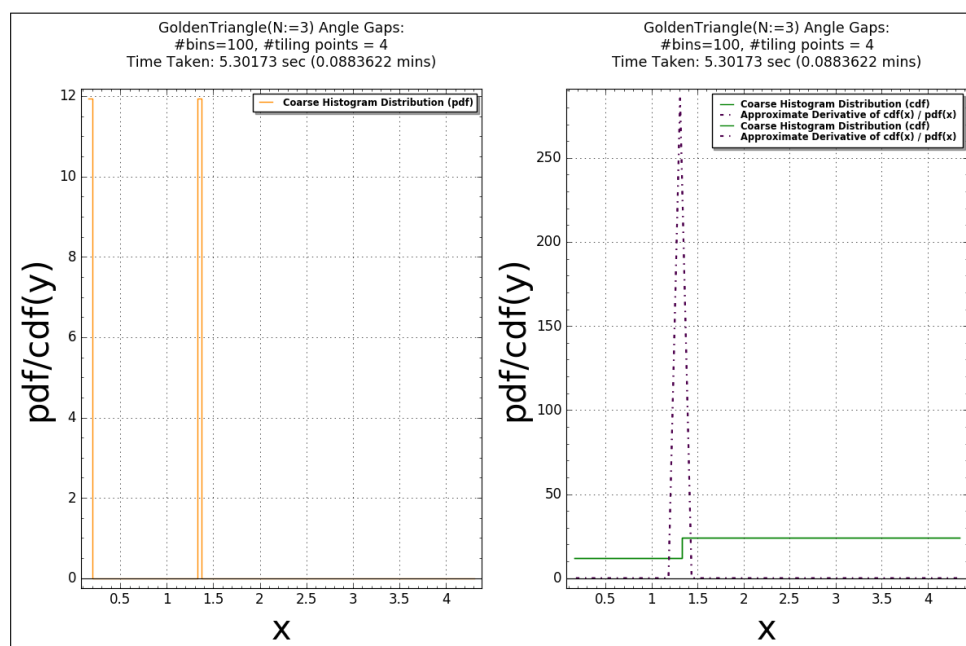 GoldenTriangle(N:=3) Angle Gaps:
#bins=100, #tiling points = 4
Time Taken: 5.30173 sec (0.0883622 mins)
Coarse Histogram Distribution (pdf)
12
10
8
6
4
2
0
pdf/cdf(y)
0.5 1 1.5 2 2.5 3 3.5 4
x
GoldenTriangle(N:=3) Angle Gaps:
#bins=100, #tiling points = 4
Time Taken: 5.30173 sec (0.0883622 mins)
Coarse Histogram Distribution (cdf)
Approximate Derivative of cdf(x) / pdf(x)
Coarse Histogram Distribution (cdf)
Approximate Derivative of cdf(x) / pdf(x)
250
200
150
100
50
0
pdf/cdf(y)
0.5 1 1.5 2 2.5 3 3.5 4
x